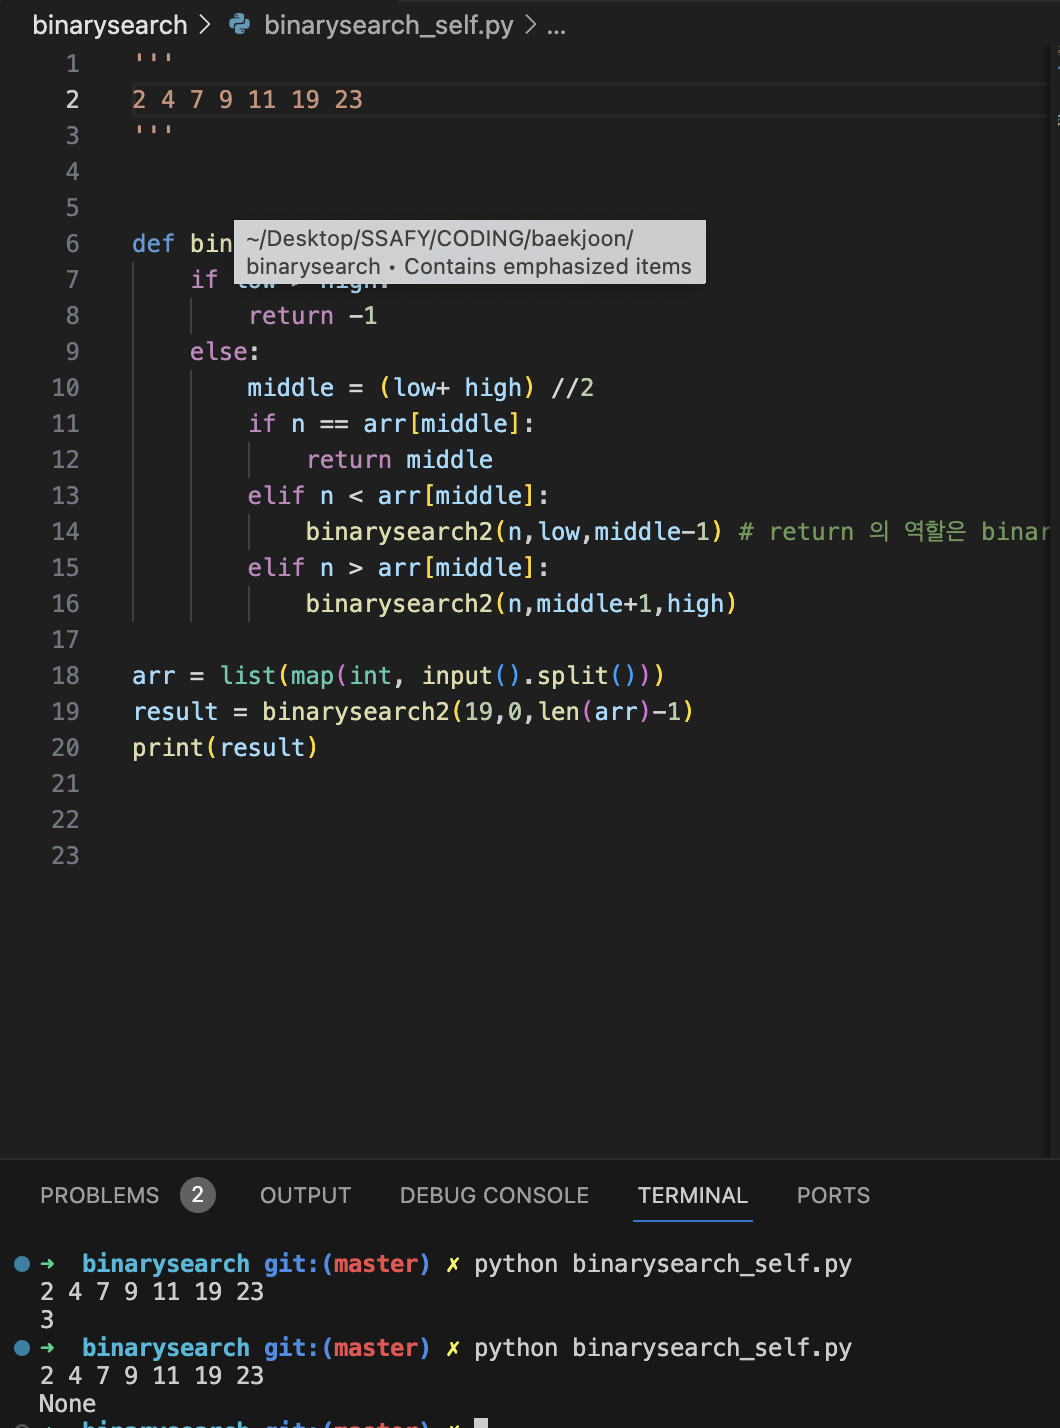 binarysearch > binarysearch_self.py > ...
1 '''
2 2 4 7 9 11 19 23
3 '''
4
5
6 def bin
~/Desktop/SSAFY/CODING/baekjoon/
binarysearch • Contains emphasized items
7 if low > high:
8 return -1
9 else:
10 middle = (low+ high) //2
11 if n == arr[middle]:
12 return middle
13 elif n < arr[middle]:
14 binarysearch2(n,low,middle-1) # return 의 역할은 binar
15 elif n > arr[middle]:
16 binarysearch2(n,middle+1,high)
17
18 arr = list(map(int, input().split()))
19 result = binarysearch2(19,0,len(arr)-1)
20 print(result)
21
22
23
PROBLEMS 2 OUTPUT DEBUG CONSOLE TERMINAL PORTS
➜ binarysearch git:(master) ✗ python binarysearch_self.py
2 4 7 9 11 19 23
3
➜ binarysearch git:(master) ✗ python binarysearch_self.py
2 4 7 9 11 19 23
None
➜ binarysearch git:(master) ✗